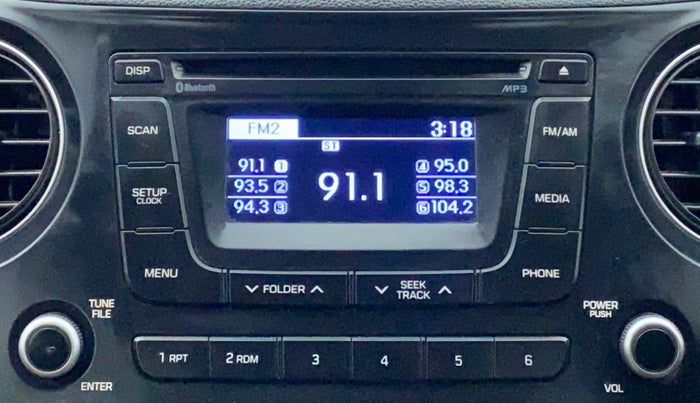 DISP
Bluetooth
MP3
SCAN
FM2
3:18
FM/AM
ST
91.1 1
4 95.0
SETUP
CLOCK
93.5 2
91.1
5 98.3
MEDIA
94.3 3
6 104.2
MENU
FOLDER
SEEK
TRACK
PHONE
TUNE
FILE
POWER
PUSH
1 RPT
2 RDM
3
4
5
6
ENTER
VOL